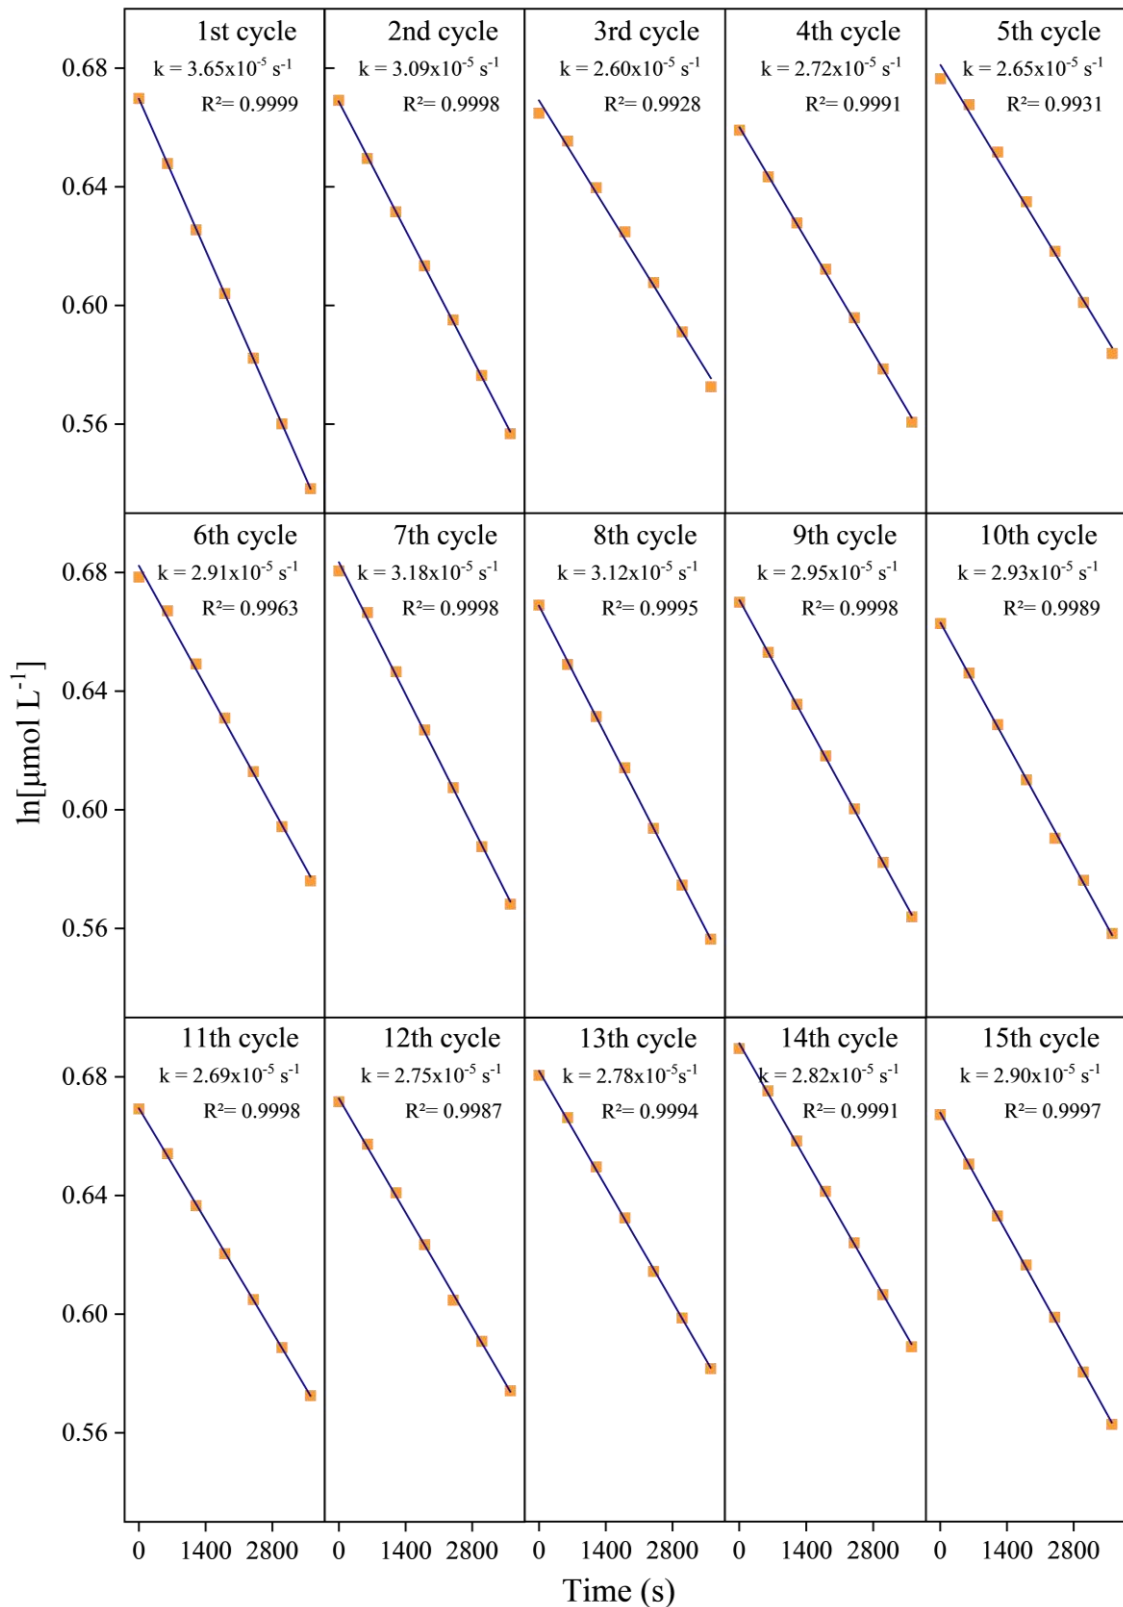 1st cycle
k = 3.65x10⁻⁵ s⁻¹
R²= 0.9999
2nd cycle
k = 3.09x10⁻⁵ s⁻¹
R²= 0.9998
3rd cycle
k = 2.60x10⁻⁵ s⁻¹
R²= 0.9928
4th cycle
k = 2.72x10⁻⁵ s⁻¹
R²= 0.9991
5th cycle
k = 2.65x10⁻⁵ s⁻¹
R²= 0.9931
0.68
0.64
0.60
0.56
6th cycle
k = 2.91x10⁻⁵ s⁻¹
R²= 0.9963
7th cycle
k = 3.18x10⁻⁵ s⁻¹
R²= 0.9998
8th cycle
k = 3.12x10⁻⁵ s⁻¹
R²= 0.9995
9th cycle
k = 2.95x10⁻⁵ s⁻¹
R²= 0.9998
10th cycle
k = 2.93x10⁻⁵ s⁻¹
R²= 0.9989
0.68
0.64
0.60
0.56
ln[µmol L⁻¹]
11th cycle
k = 2.69x10⁻⁵ s⁻¹
R²= 0.9998
12th cycle
k = 2.75x10⁻⁵ s⁻¹
R²= 0.9987
13th cycle
k = 2.78x10⁻⁵s⁻¹
R²= 0.9994
14th cycle
k = 2.82x10⁻⁵ s⁻¹
R²= 0.9991
15th cycle
k = 2.90x10⁻⁵ s⁻¹
R²= 0.9997
0.68
0.64
0.60
0.56
0 1400 2800 0 1400 2800 0 1400 2800 0 1400 2800 0 1400 2800
Time (s)